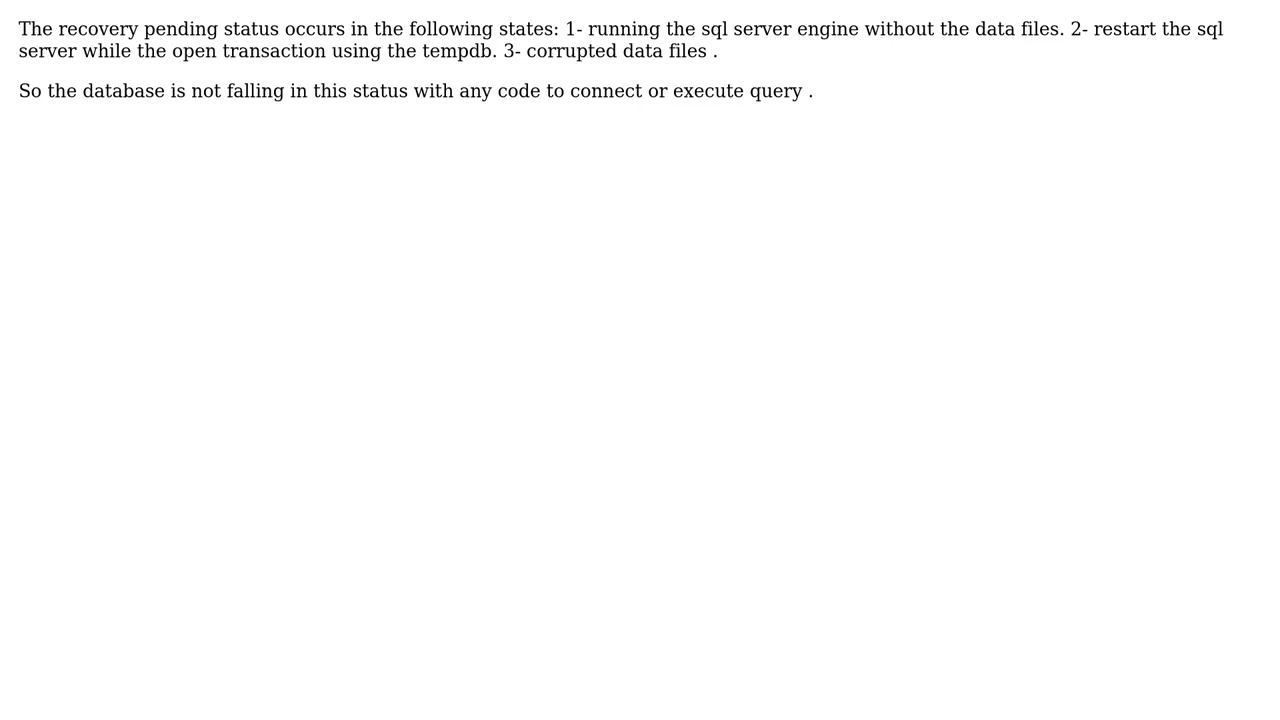 The recovery pending status occurs in the following states: 1- running the sql server engine without the data files. 2- restart the sql
server while the open transaction using the tempdb. 3- corrupted data files .
So the database is not falling in this status with any code to connect or execute query .